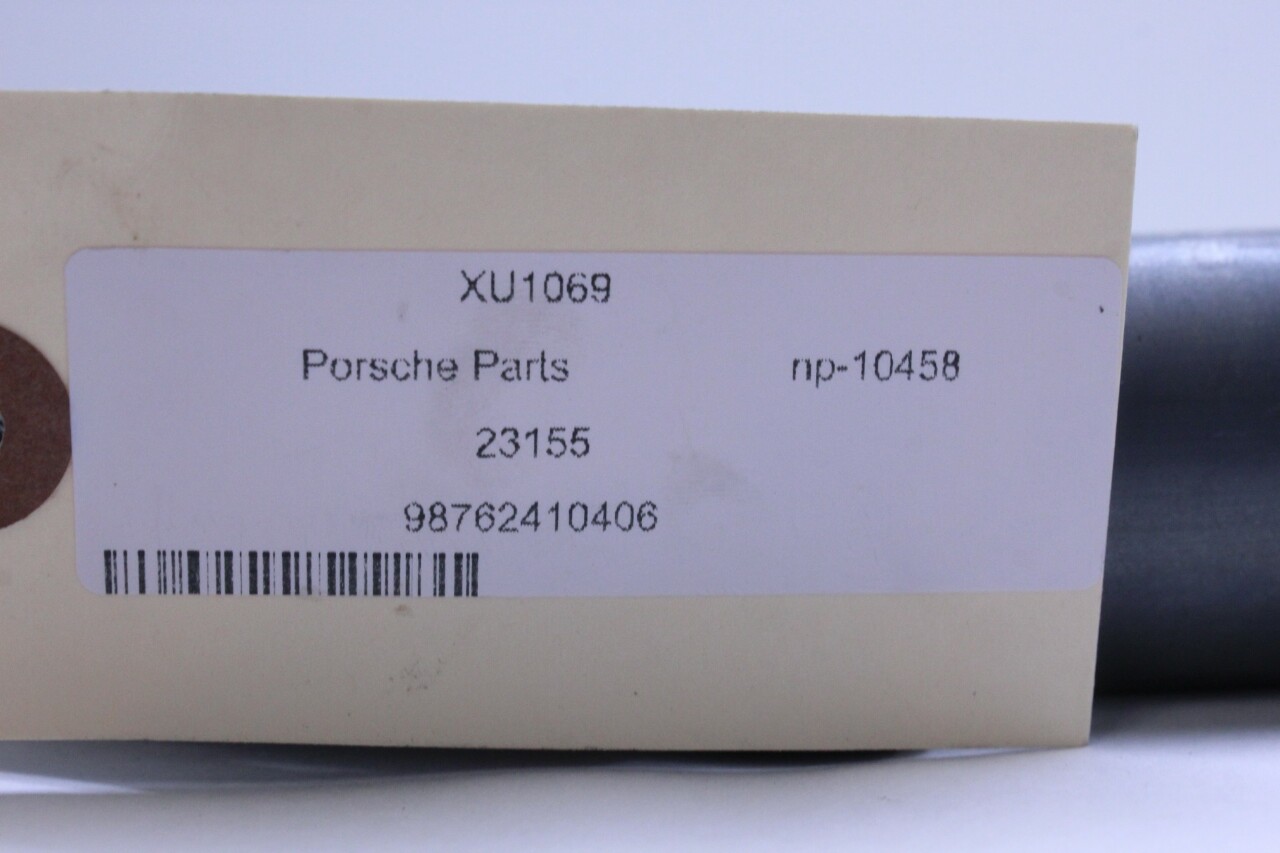 XU1069
Porsche Parts np-10458
23155
98762410406